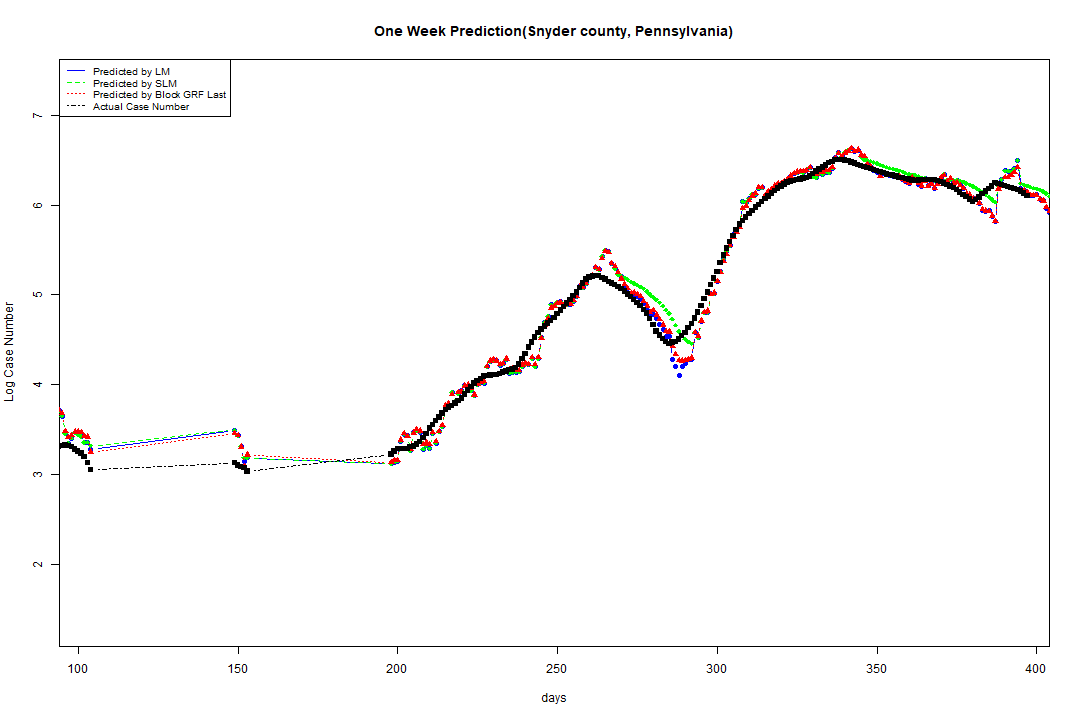 One Week Prediction(Snyder county, Pennsylvania)
Predicted by LM
Predicted by SLM
Predicted by Block GRF Last
Actual Case Number
Log Case Number
7
6
5
4
3
2
100 150 200 250 300 350 400
days